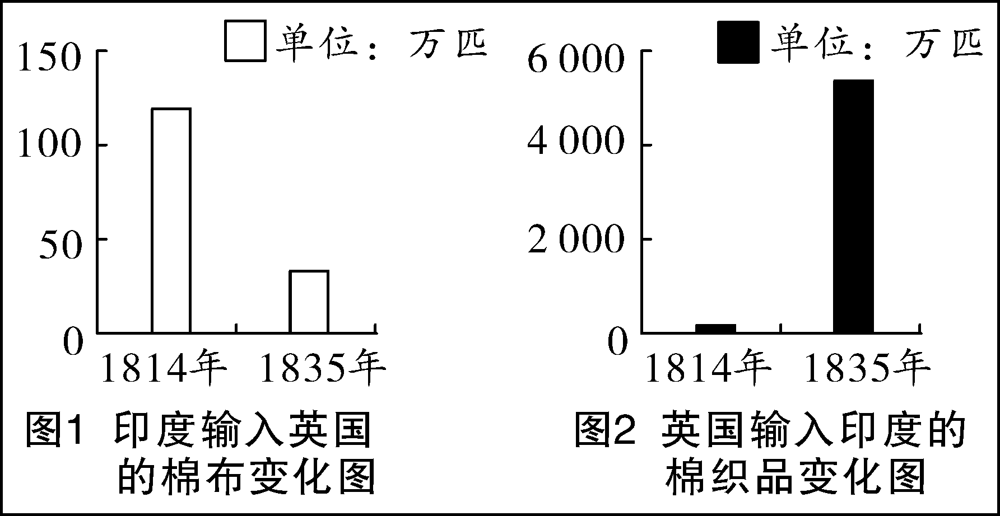 单位：万匹
150
100
50
0
1814年 1835年
图1 印度输入英国
的棉布变化图
单位：万匹
6 000
4 000
2 000
0
1814年 1835年
图2 英国输入印度的
棉织品变化图